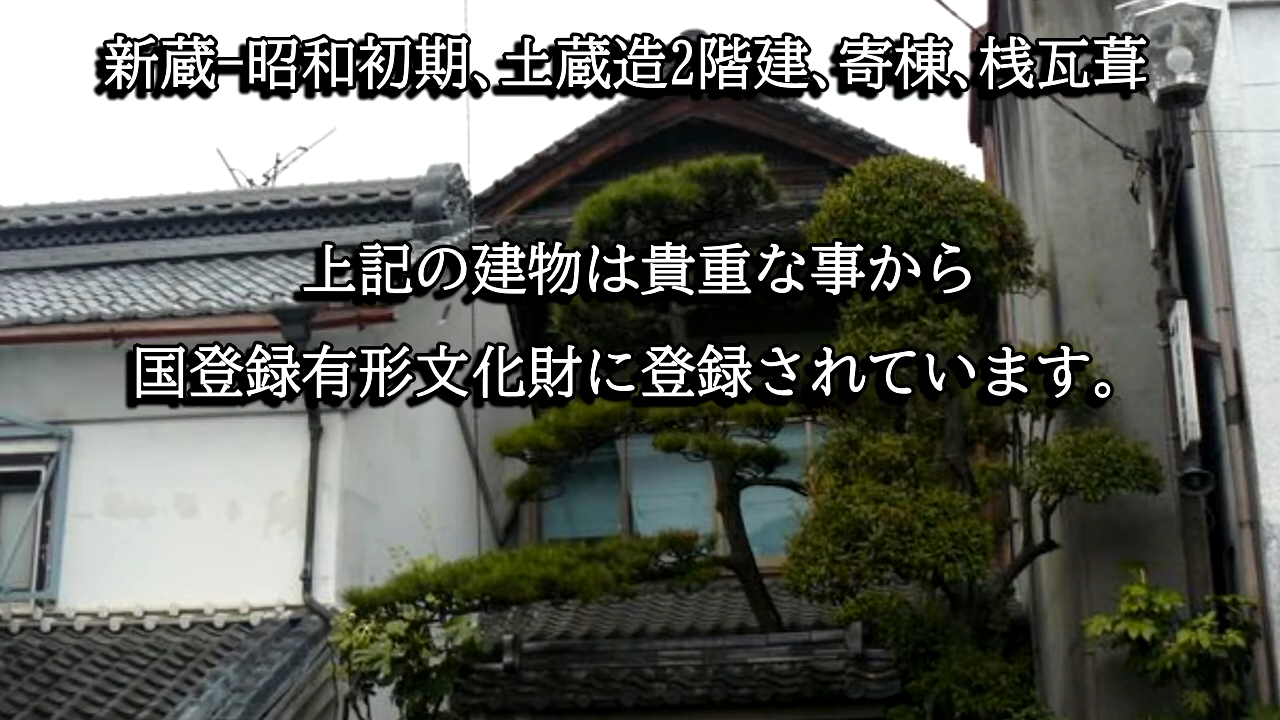 新蔵-昭和初期、土蔵造2階建、寄棟、桟瓦葺
上記の建物は貴重な事から
国登録有形文化財に登録されています。